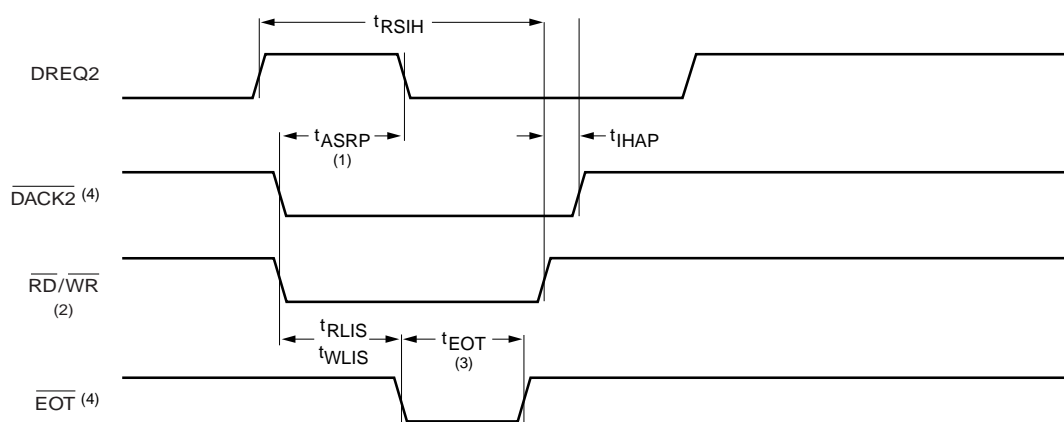 tRSIH
DREQ2
tASRP
(1)
tIHAP
DACK2 (4)
RD/WR
(2)
tRLIS
tWLIS
tEOT
(3)
EOT (4)